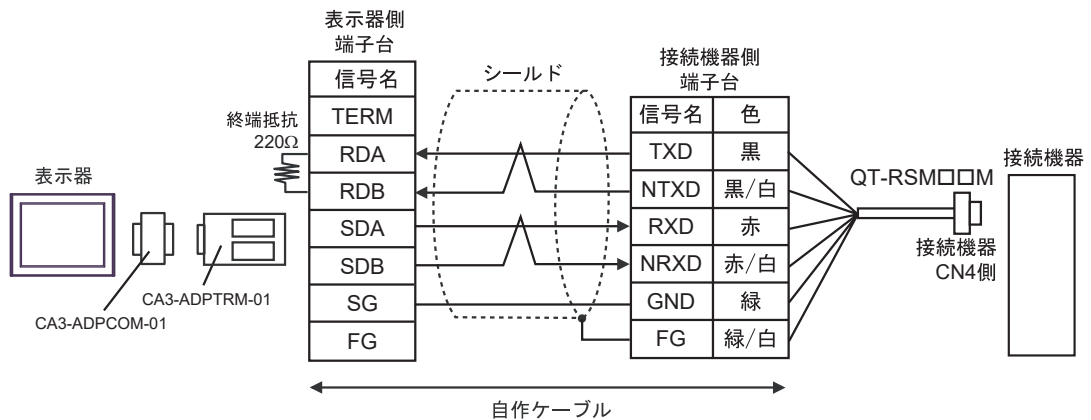 表示器側
端子台
信号名
TERM
RDA
RDB
SDA
SDB
SG
FG
終端抵抗
220Ω
シールド
接続機器側
端子台
信号名 色
TXD 黒
NTXD 黒/白
RXD 赤
NRXD 赤/白
GND 緑
FG 緑/白
QT-RSM□□M
接続機器
CN4側
接続機器
表示器
CA3-ADPCOM-01
CA3-ADPTRM-01
自作ケーブル